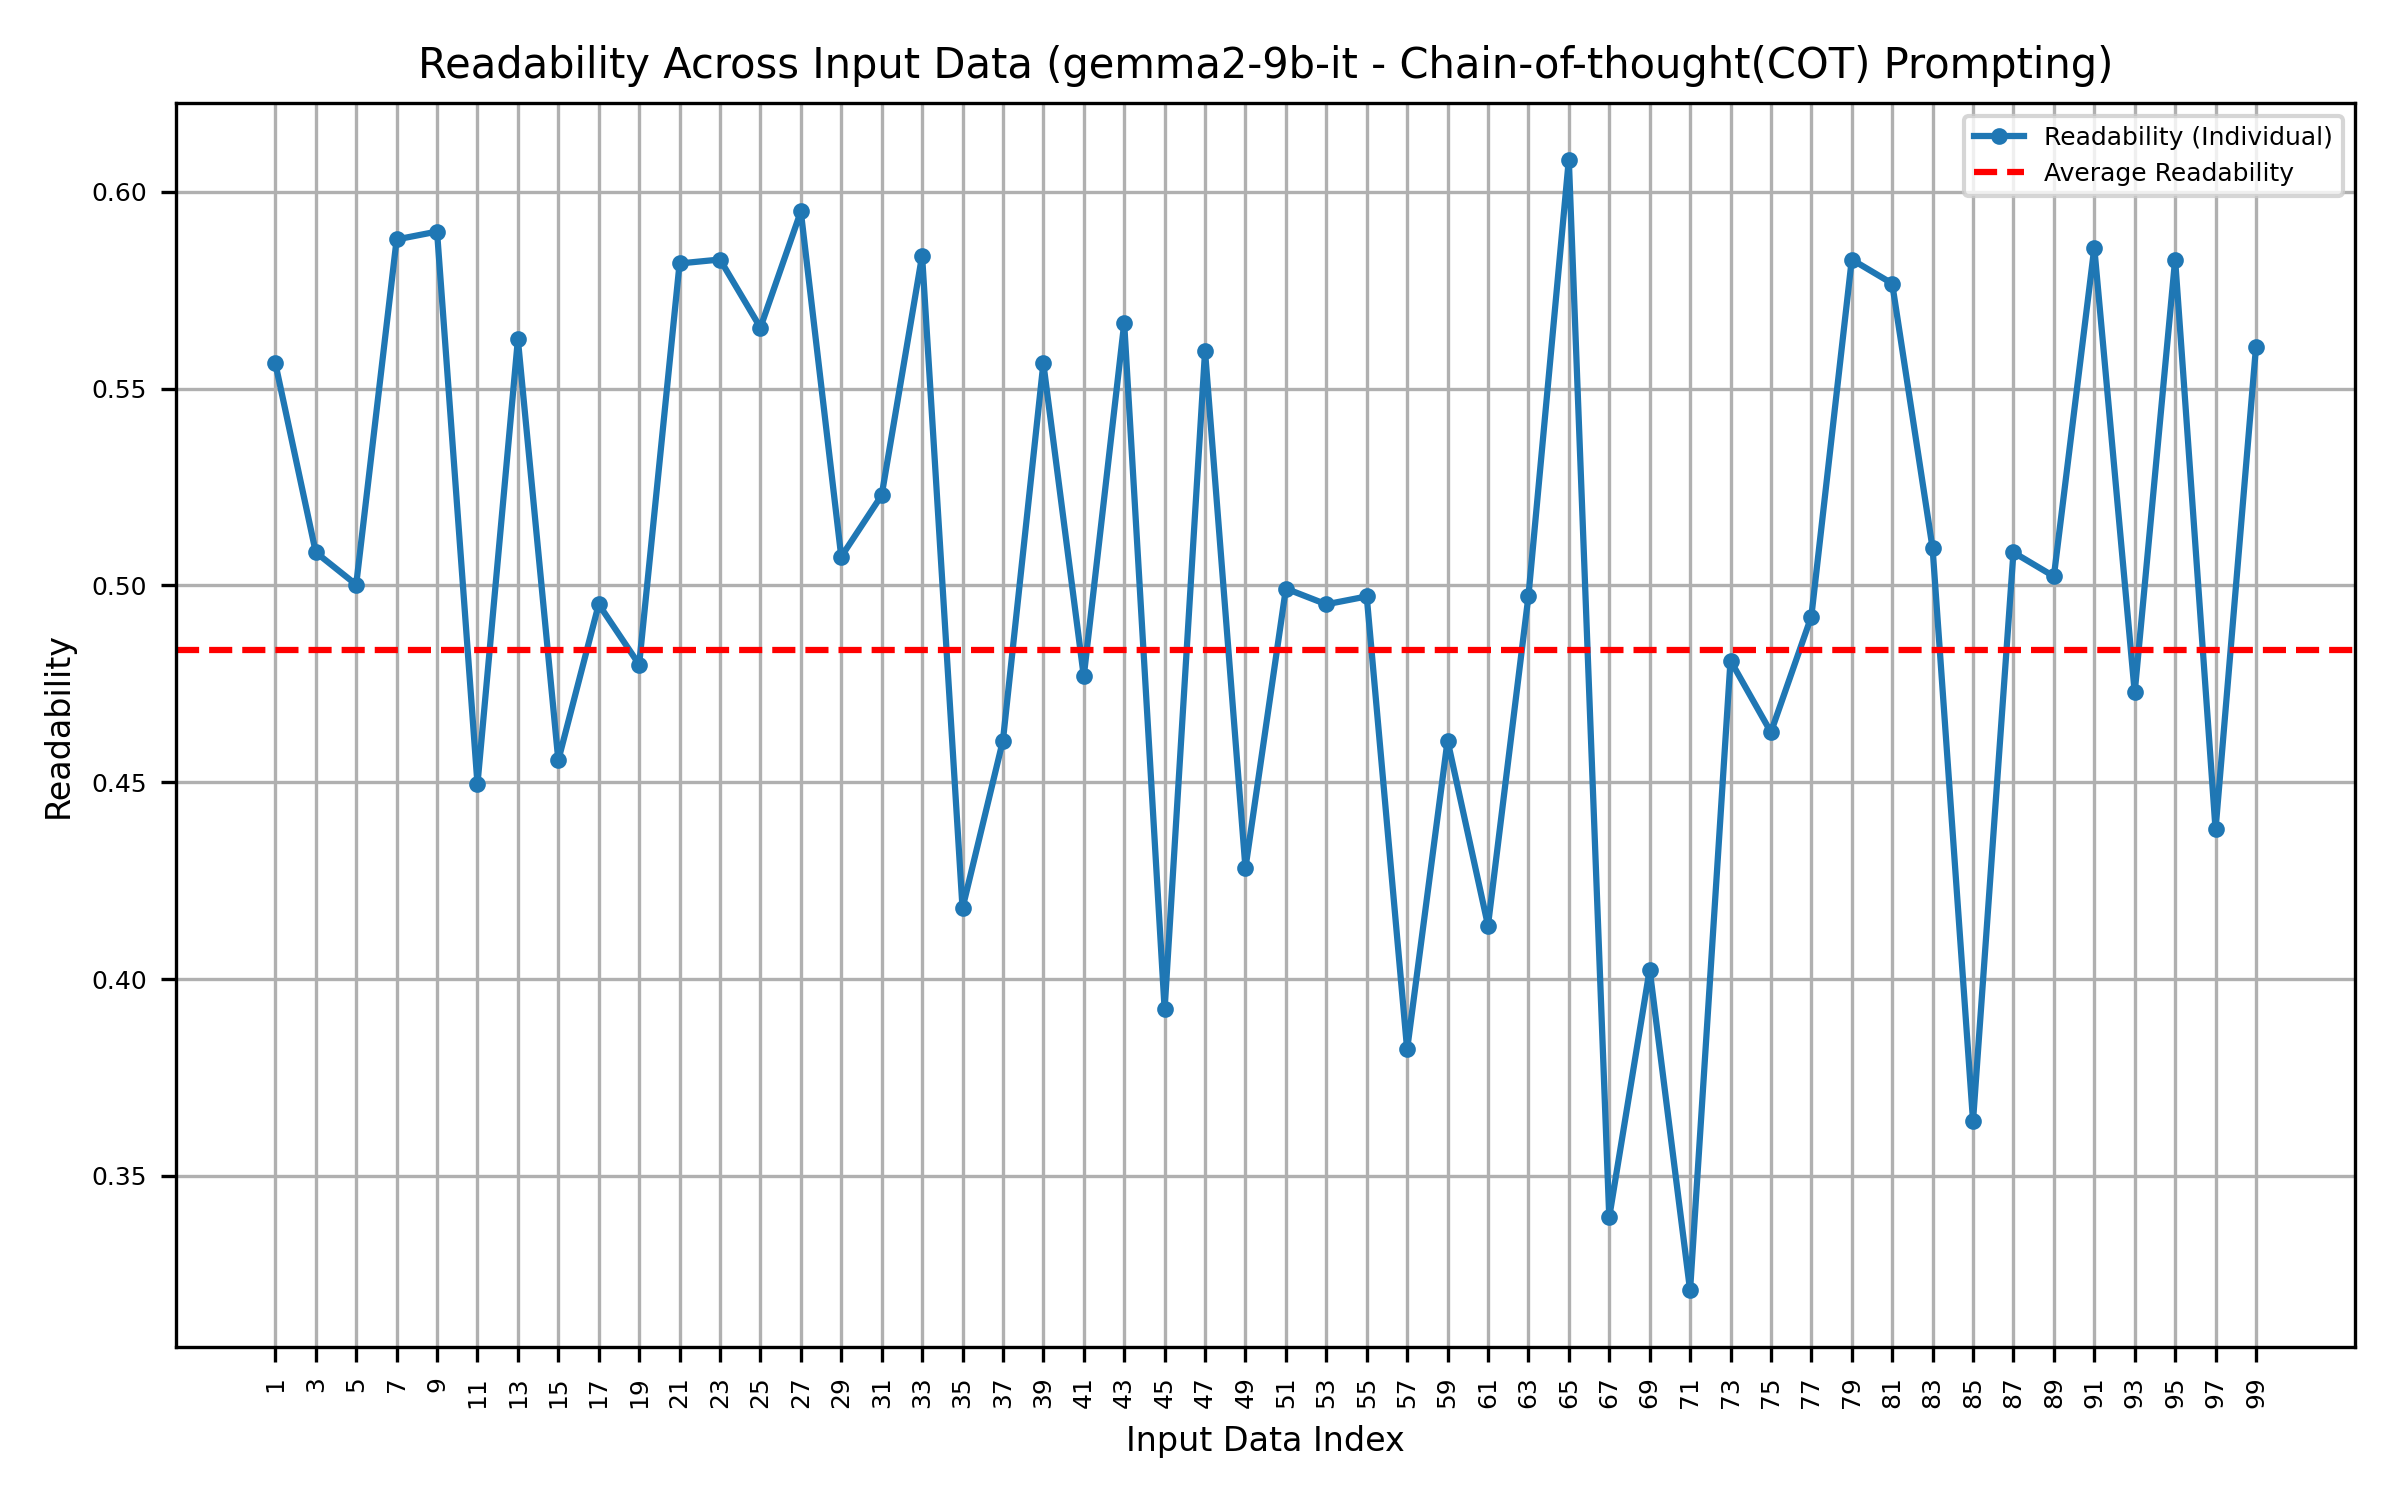 Readability Across Input Data (gemma2-9b-it - Chain-of-thought(COT) Prompting)
Readability (Individual)
Average Readability
Readability
0.60
0.55
0.50
0.45
0.40
0.35
1 3 5 7 9 11 13 15 17 19 21 23 25 27 29 31 33 35 37 39 41 43 45 47 49 51 53 55 57 59 61 63 65 67 69 71 73 75 77 79 81 83 85 87 89 91 93 95 97 99
Input Data Index